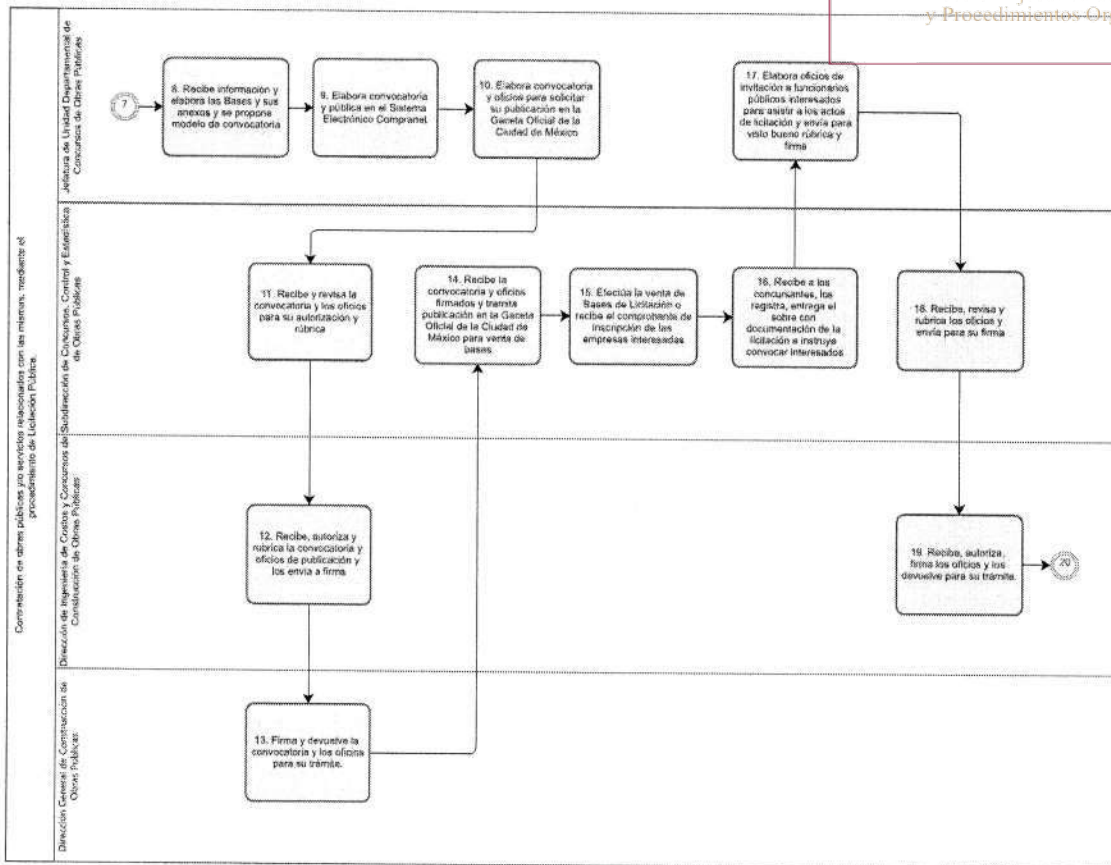 y Procedimientos Or
Contratación de obras públicas y/o servicios relacionados con las mismas, mediante el
procedimiento de Licitación Pública.
Jefatura de Unidad Departamental de
Concursos de Obras Públicas
7
8. Recibe información y
elabora las Bases y sus
anexos y se propone
modelo de convocatoria
9. Elabora convocatoria
y pública en el Sistema
Electrónico Compranet
10. Elabora convocatoria
y oficios para solicitar
su publicación en la
Gaceta Oficial de la
Ciudad de México
17. Elabora oficios de
invitación a funcionarios
públicos interesados
para asistir a los actos
de licitación y envía para
visto bueno rúbrica y
firma
Subdirección de Concursos, Control y Estadística
de Obras Públicas
11. Recibe y revisa la
convocatoria y los oficios
para su autorización y
rúbrica
14. Recibe la
convocatoria y oficios
firmados y tramita
publicación en la Gaceta
Oficial de la Ciudad de
México para venta de
bases
15. Efectúa la venta de
Bases de Licitación o
recibe el comprobante de
inscripción de las
empresas interesadas
16. Recibe a los
concursantes, los
registra, entrega el
sobre con
documentación de la
licitación e instruye
convocar interesados
18. Recibe, revisa y
rubrica los oficios y
envía para su firma
Dirección de Ingeniería de Costos y Concursos de
Construcción de Obras Públicas
12. Recibe, autoriza y
rubrica la convocatoria y
oficios de publicación y
los envía a firma
19. Recibe, autoriza,
firma los oficios y los
devuelve para su trámite.
20
Dirección General de Construcción de
Obras Públicas
13. Firma y devuelve la
convocatoria y los oficios
para su trámite.